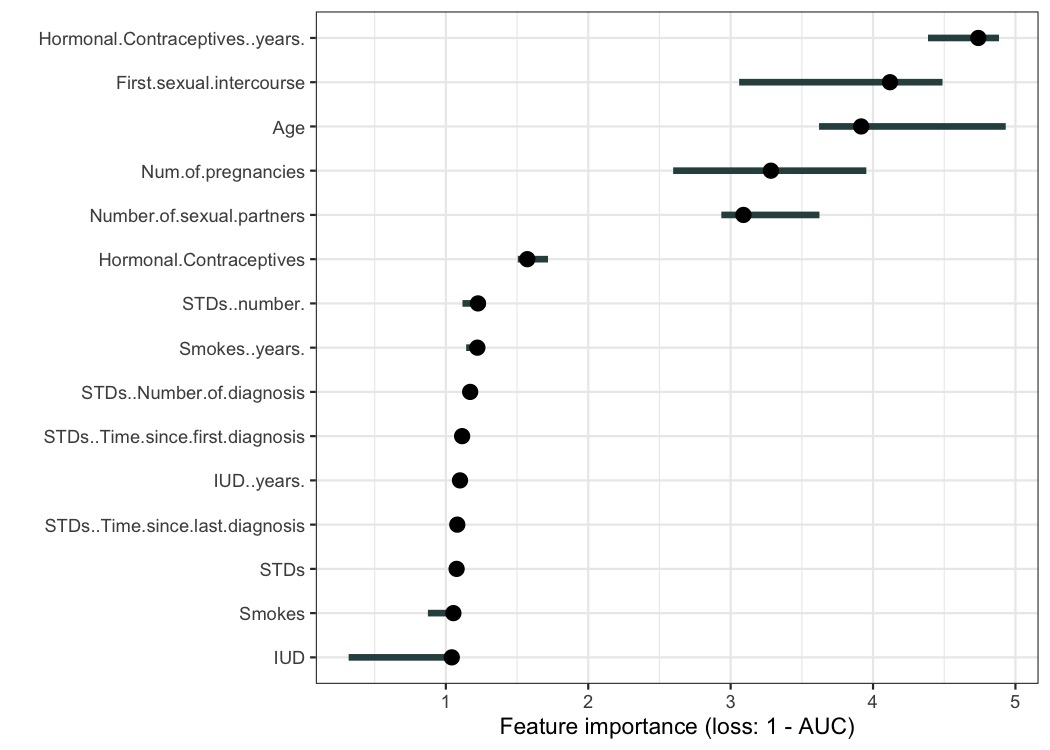 Hormonal.Contraceptives..years.
First.sexual.intercourse
Age
Num.of.pregnancies
Number.of.sexual.partners
Hormonal.Contraceptives
STDs..number.
Smokes..years.
STDs..Number.of.diagnosis
STDs..Time.since.first.diagnosis
IUD..years.
STDs..Time.since.last.diagnosis
STDs
Smokes
IUD
1 2 3 4 5
Feature importance (loss: 1 - AUC)